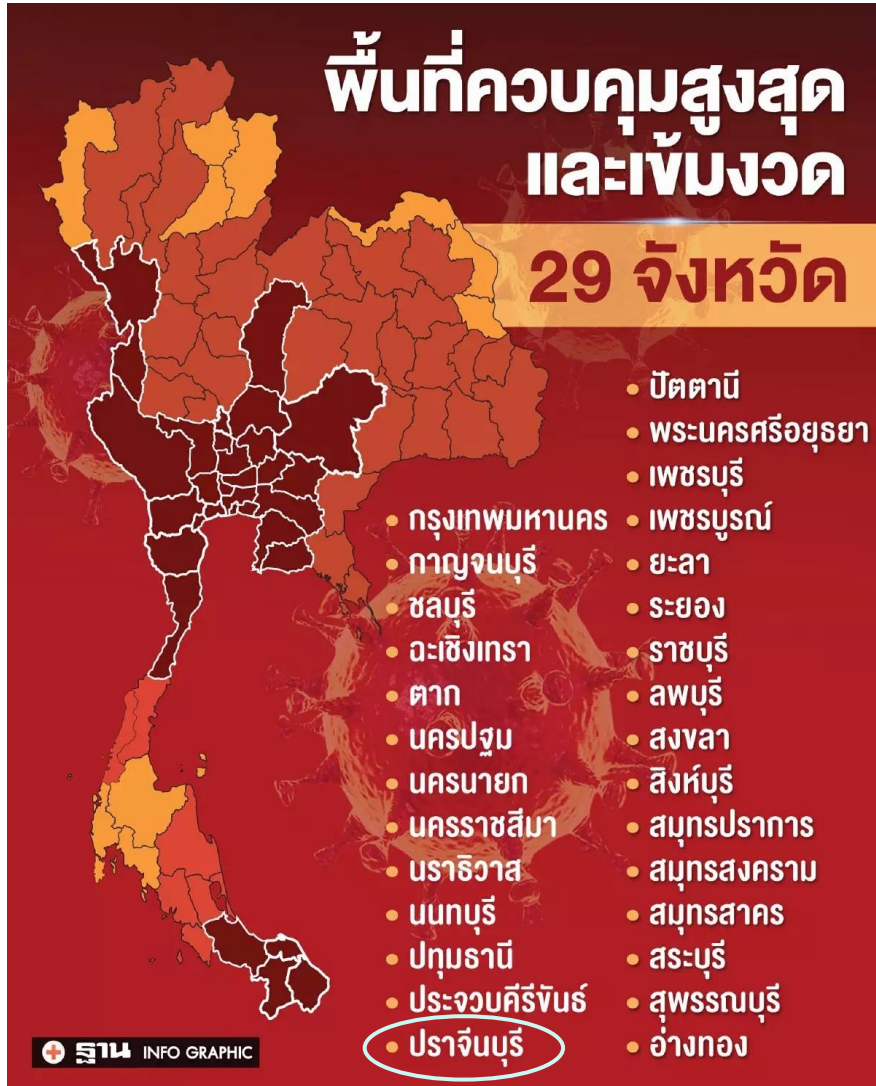 พื้นที่ควบคุมสูงสุด
และเข้มงวด
29 จังหวัด
• กรุงเทพมหานคร
• กาญจนบุรี
• ชลบุรี
• ฉะเชิงเทรา
• ตาก
• นครปฐม
• นครนายก
• นครราชสีมา
• นราธิวาส
• นนทบุรี
• ปทุมธานี
• ประจวบคีรีขันธ์
• ปราจีนบุรี
• ปัตตานี
• พระนครศรีอยุธยา
• เพชรบุรี
• เพชรบูรณ์
• ยะลา
• ระยอง
• ราชบุรี
• ลพบุรี
• สงขลา
• สิงห์บุรี
• สมุทรปราการ
• สมุทรสงคราม
• สมุทรสาคร
• สระบุรี
• สุพรรณบุรี
• อ่างทอง
ฐาน INFO GRAPHIC